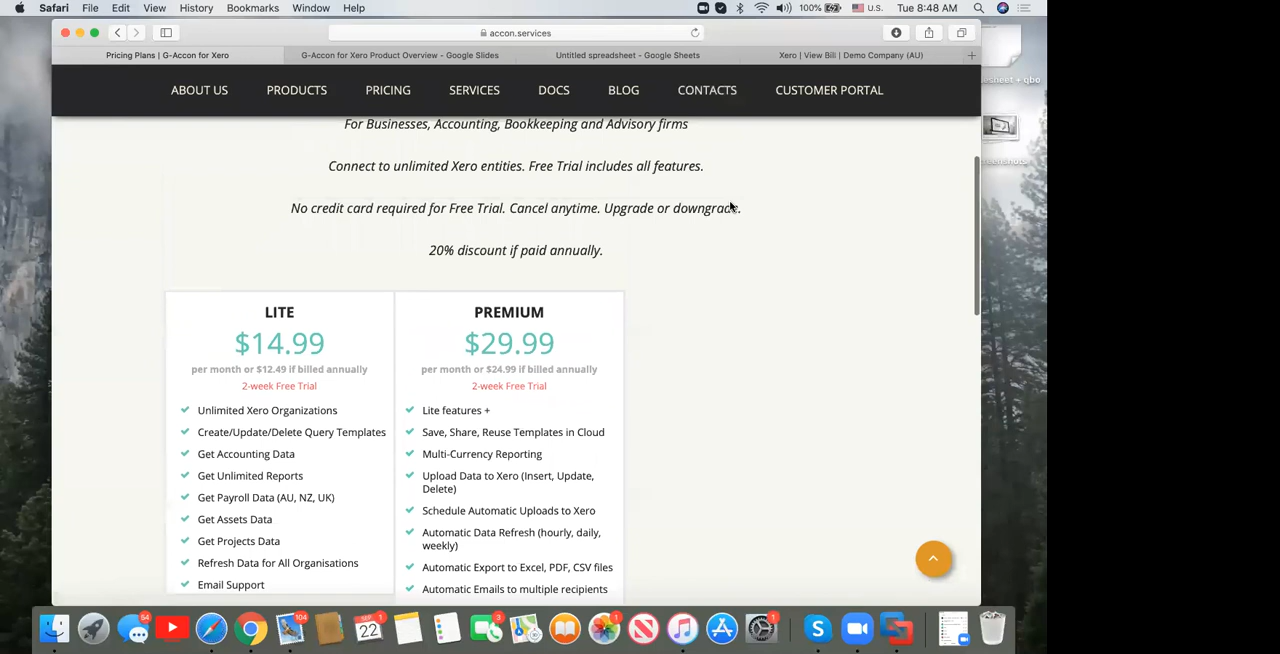 Safari File Edit View History Bookmarks Window Help 100% U.S. Tue 8:48 AM
accon.services
Pricing Plans | G-Accon for Xero G-Accon for Xero Product Overview - Google Slides Untitled spreadsheet - Google Sheets Xero | View Bill | Demo Company (AU)
ABOUT US PRODUCTS PRICING SERVICES DOCS BLOG CONTACTS CUSTOMER PORTAL
For Businesses, Accounting, Bookkeeping and Advisory firms
Connect to unlimited Xero entities. Free Trial includes all features.
No credit card required for Free Trial. Cancel anytime. Upgrade or downgrade.
20% discount if paid annually.
LITE
$14.99
per month or $12.49 if billed annually
2-week Free Trial
Unlimited Xero Organizations
Create/Update/Delete Query Templates
Get Accounting Data
Get Unlimited Reports
Get Payroll Data (AU, NZ, UK)
Get Assets Data
Get Projects Data
Refresh Data for All Organisations
Email Support
PREMIUM
$29.99
per month or $24.99 if billed annually
2-week Free Trial
Lite features +
Save, Share, Reuse Templates in Cloud
Multi-Currency Reporting
Upload Data to Xero (Insert, Update,
Delete)
Schedule Automatic Uploads to Xero
Automatic Data Refresh (hourly, daily,
weekly)
Automatic Export to Excel, PDF, CSV files
Automatic Emails to multiple recipients
54
104
SEP
22
1
3
1
1